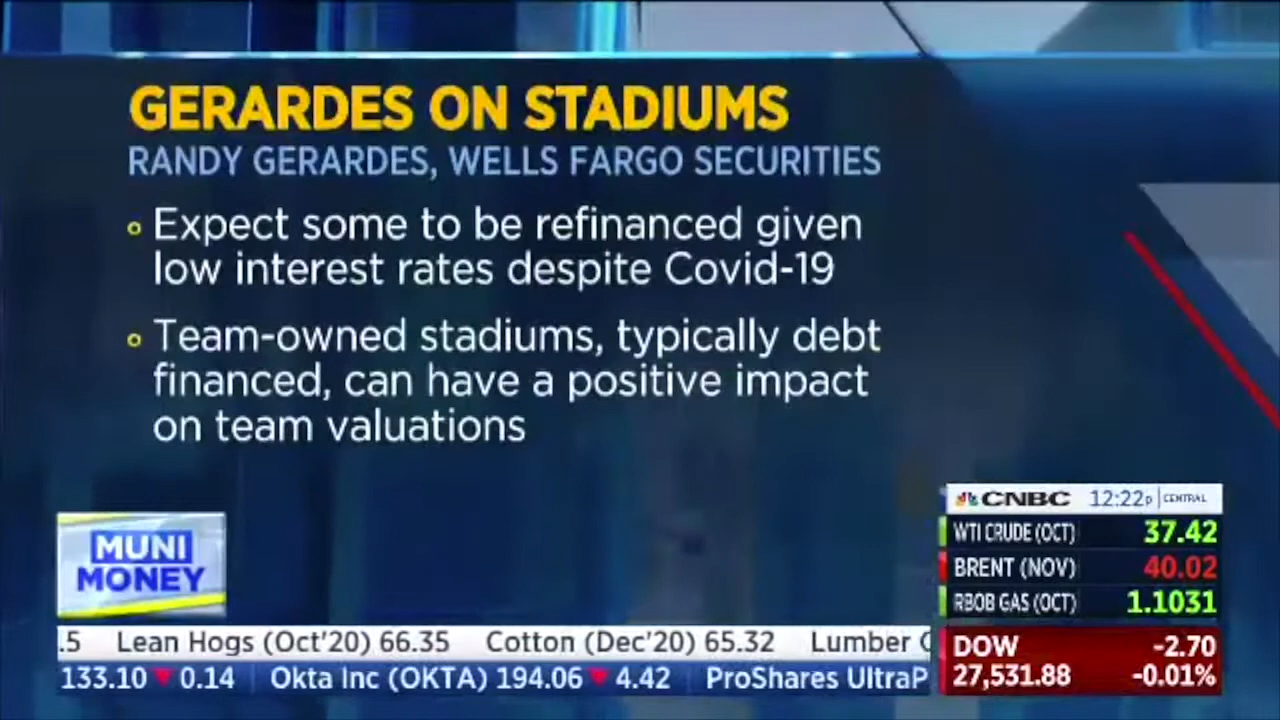 GERARDES ON STADIUMS
RANDY GERARDES, WELLS FARGO SECURITIES
Expect some to be refinanced given
low interest rates despite Covid-19
Team-owned stadiums, typically debt
financed, can have a positive impact
on team valuations
MUNI
MONEY
CNBC 12:22p CENTRAL
WTI CRUDE (OCT) 37.42
BRENT (NOV) 40.02
RBOB GAS (OCT) 1.1031
DOW -2.70
27,531.88 -0.01%
.5 Lean Hogs (Oct'20) 66.35 Cotton (Dec'20) 65.32 Lumber
133.10 ▼ 0.14 Okta Inc (OKTA) 194.06 ▼ 4.42 ProShares UltraP